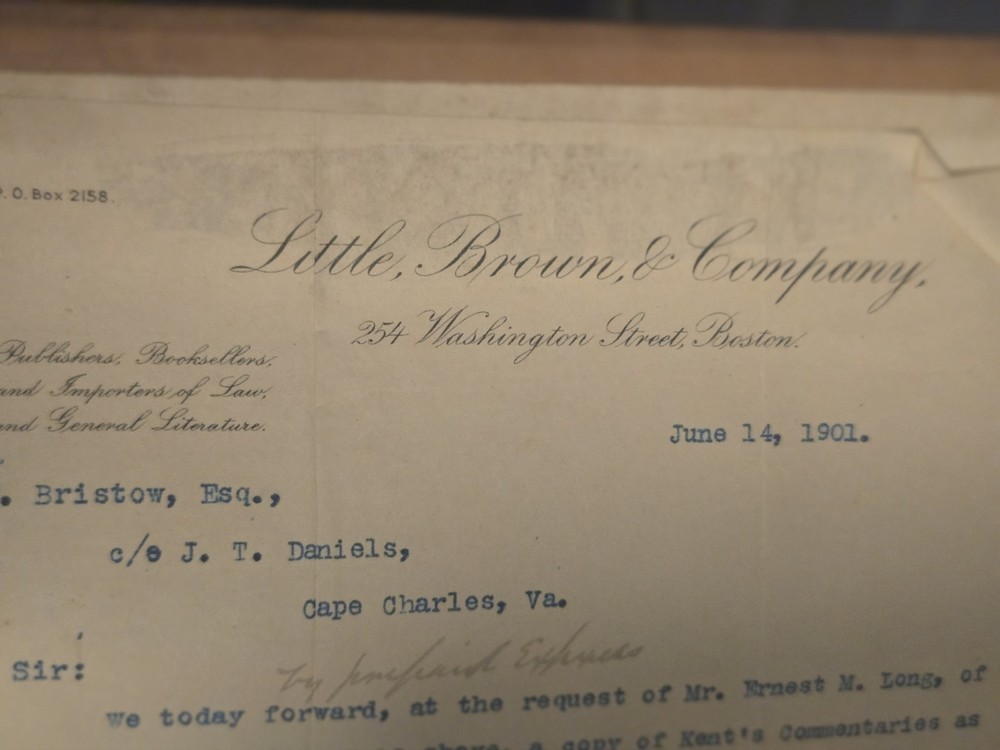 P. O. Box 2158.
Little, Brown, & Company,
254 Washington Street, Boston.
Publishers, Booksellers,
and Importers of Law,
and General Literature.
June 14, 1901.
. Bristow, Esq.,
c/o J. T. Daniels,
Cape Charles, Va.
Sir:
by prepaid Express
We today forward, at the request of Mr. Ernest M. Long, of
above, a copy of Kent's Commentaries as